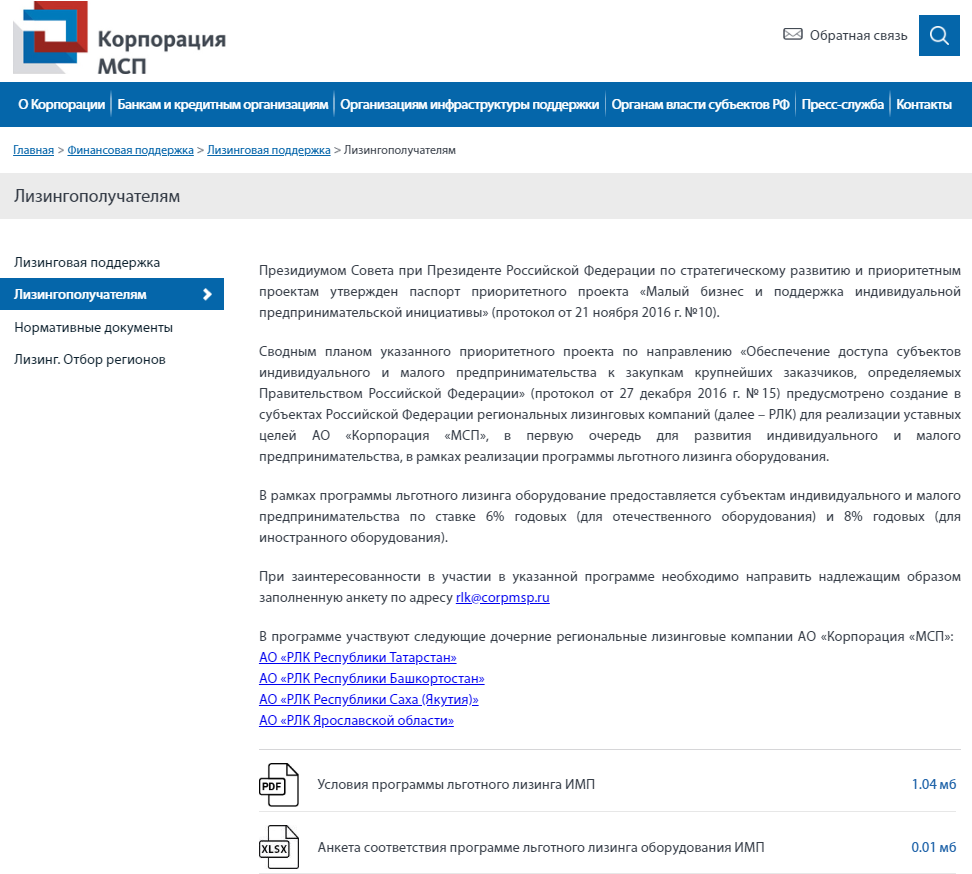 Корпорация
МСП
Обратная связь
О Корпорации Банкам и кредитным организациям Организациям инфраструктуры поддержки Органам власти субъектов РФ Пресс-служба Контакты
Главная > Финансовая поддержка > Лизинговая поддержка > Лизингополучателям
Лизингополучателям
Лизинговая поддержка
Лизингополучателям
Нормативные документы
Лизинг. Отбор регионов
Президиумом Совета при Президенте Российской Федерации по стратегическому развитию и приоритетным
проектам утвержден паспорт приоритетного проекта «Малый бизнес и поддержка индивидуальной
предпринимательской инициативы» (протокол от 21 ноября 2016 г. №10).
Сводным планом указанного приоритетного проекта по направлению «Обеспечение доступа субъектов
индивидуального и малого предпринимательства к закупкам крупнейших заказчиков, определяемых
Правительством Российской Федерации» (протокол от 27 декабря 2016 г. №15) предусмотрено создание в
субъектах Российской Федерации региональных лизинговых компаний (далее – РЛК) для реализации уставных
целей АО «Корпорация «МСП», в первую очередь для развития индивидуального и малого
предпринимательства, в рамках реализации программы льготного лизинга оборудования.
В рамках программы льготного лизинга оборудование предоставляется субъектам индивидуального и малого
предпринимательства по ставке 6% годовых (для отечественного оборудования) и 8% годовых (для
иностранного оборудования).
При заинтересованности в участии в указанной программе необходимо направить надлежащим образом
заполненную анкету по адресу rlk@corpmsp.ru
В программе участвуют следующие дочерние региональные лизинговые компании АО «Корпорация «МСП»:
АО «РЛК Республики Татарстан»
АО «РЛК Республики Башкортостан»
АО «РЛК Республики Саха (Якутия)»
АО «РЛК Ярославской области»
PDF Условия программы льготного лизинга ИМП 1.04 мб
XLSX Анкета соответствия программе льготного лизинга оборудования ИМП 0.01 мб